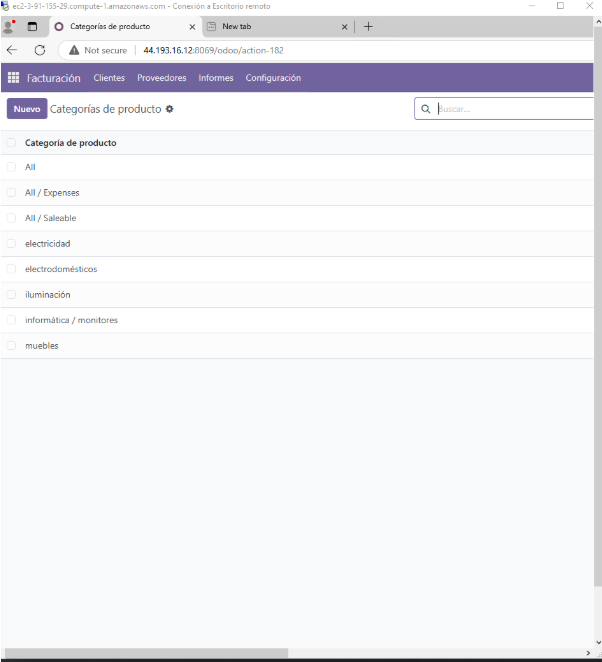 ec2-3-91-155-29.compute-1.amazonaws.com - Conexión a Escritorio remoto
Categorías de producto
New tab
Not secure | 44.193.16.12:8069/odoo/action-182
Facturación Clientes Proveedores Informes Configuración
Nuevo Categorías de producto Buscar...
Categoría de producto
All
All / Expenses
All / Saleable
electricidad
electrodomésticos
iluminación
informática / monitores
muebles